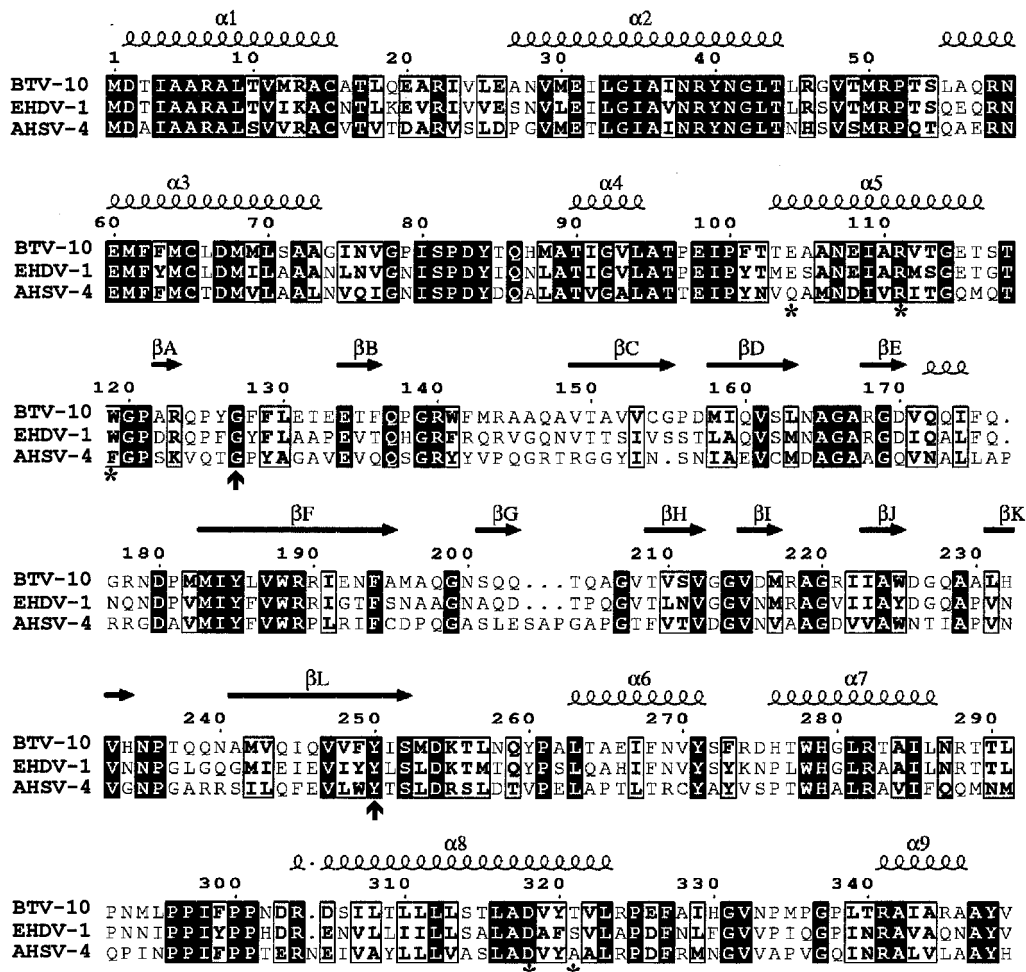 α1 α2
1 10 20 30 40 50
BTV-10 MDTIAARALTVMRACATLQEARIVLEANVMEILGIAINRYNGLTLRGVTMRPTSLAQRN
EHDV-1 MDTIAARALTVIKACNTLKEVRIVVESNVLEILGIAVNRYNGLTLRSVTMRPTSQEQRN
AHSV-4 MDAIAARALSVVRACVTVTDARVSLDPGVMETLGIAINRYNGLTNHSVSMRPQTQAERN
α3 α4 α5
60 70 80 90 100 110
BTV-10 EMFFMCLDMMLSAAGINVGPISPDYTQHMATIGVLATPEIPFTTEAANEIARVTGETST
EHDV-1 EMFYMCLDMILAAANLNVGNISPDYIQNLATIGVLATPEIPYTMESANEIARMSGETST
AHSV-4 EMFFMCTDMVLAALNVQIGNISPDYDQALATVGALATTEIPYNVQAMNDIVRITGQMQT
* *
βA βB βC βD βE
120 130 140 150 160 170
BTV-10 WGPARQPYGFFLETEETFQPGRWFMRAAQAVTAVVCGPDMIQVSLNAGARGDVQQIFQ.
EHDV-1 WGPDRQPFGYFLAAPEVTQHGRFRQRVGQNVTTSIVSSTLAQVSMNAGARGDIQALFQ.
AHSV-4 FGPSKVQTGPYAGAVEVQQSGRYYVPQGRTRGGYIN.SNIAEVCMDAGAAGQVNALLAP
*
βF βG βH βI βJ βK
180 190 200 210 220 230
BTV-10 GRNDPMMIYLVWRRIENFAMAQGNSQQ...TQAGVTVSVGGVDMRAGRIIAWDGQAALH
EHDV-1 NQNDPVMIYFVWRRIGTFSNAAGNAQD...TPQGVTLNVGGVNMRAGVIIAYDGQAPVN
AHSV-4 RRGDAVMIYFVWRPLRIFCDPQGASLESAPGAPGTFVTVDGVNVAAGDVVAWNTIAPVN
βL α6 α7
240 250 260 270 280 290
BTV-10 VHNPTQQNAMVQIQVVFYISMDKTLNQYPALTAEIFNVYSFRDHTWHGLRTAILNRTTL
EHDV-1 VNNPGLGQGMIEIEVIYYLSLDKTMTQYPSLQAHIFNVYSYKNPLWHGLRAAILNRTTL
AHSV-4 VGNPGARRSILQFEVLWYTSLDRSLDTVPELAPTLTRCYAYVSPTWHALRAVIFQQMNM
α8 α9
300 310 320 330 340
BTV-10 PNMLPPIFPPNDR.DSILTLLLLSTLADVYTVLRPEFAIHGVNPMPGPLTRAIARAAYV
EHDV-1 PNNIPPIYPPHDR.ENVLLIILLSALADAFSVLAPDFNLFGVVPIQGPINRAVAQNAYV
AHSV-4 QPINPPIFPPTERNEIVAYLLVASLADVYAALRPDFRMNGVVAPVGQINRALVLAAYH
* *